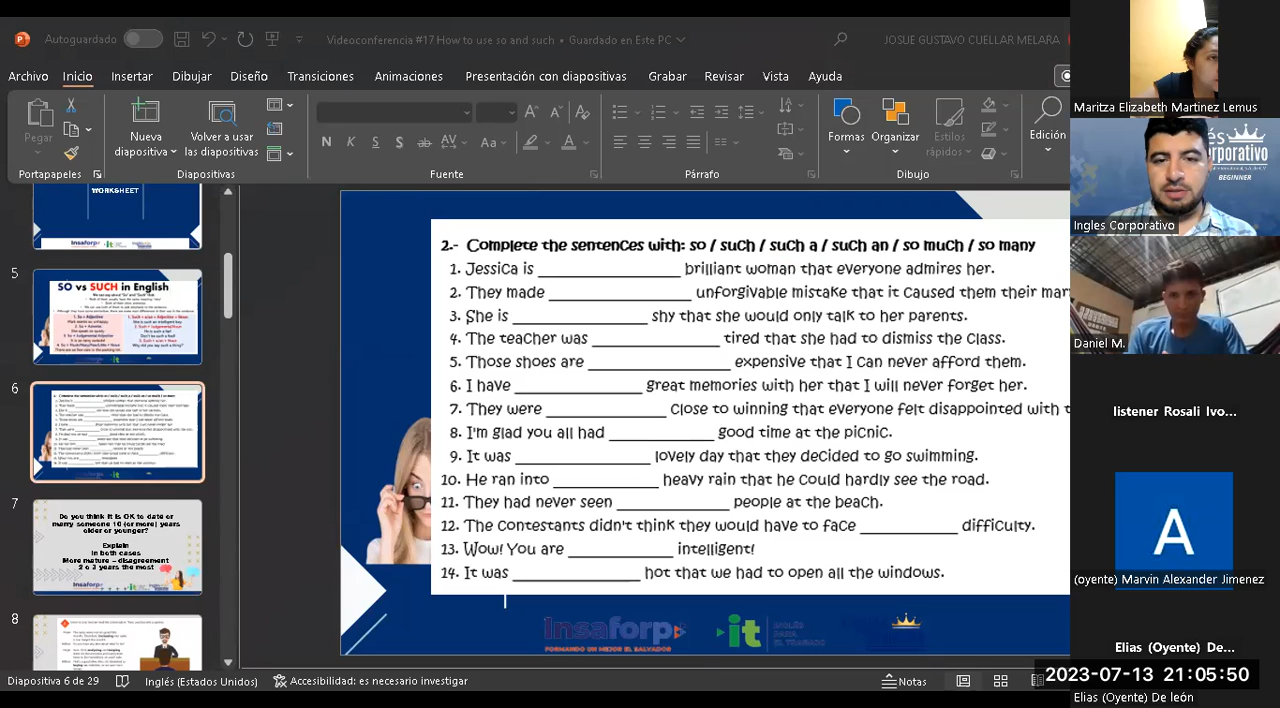 Autoguardado
Videoconferencia #17 How to use so and such • Guardado en Este PC
JOSUE GUSTAVO CUELLAR MELARA
Archivo Inicio Insertar Dibujar Diseño Transiciones Animaciones Presentación con diapositivas Grabar Revisar Vista Ayuda
Pegar
Nueva diapositiva
Volver a usar las diapositivas
Formas
Organizar
Estilos rápidos
Edición
Portapapeles Diapositivas Fuente Párrafo Dibujo
WORKSHEET
5
SO vs SUCH in English
6
7
Do you think it is OK to date or
marry someone 10 (or more) years
older or younger?
Explain
in both cases
More mature – disagreement
2 o 3 years the most
8
2.- Complete the sentences with: so / such / such a / such an / so much / so many
1. Jessica is ________________ brilliant woman that everyone admires her.
2. They made ________________ unforgivable mistake that it caused them their mar
3. She is ________________ shy that she would only talk to her parents.
4. The teacher was ________________ tired that she had to dismiss the class.
5. Those shoes are ________________ expensive that I can never afford them.
6. I have ________________ great memories with her that I will never forget her.
7. They were ________________ close to winning that everyone felt disappointed with t
8. I'm glad you had ________________ good time at the picnic.
9. It was ________________ lovely day that they decided to go swimming.
10. He ran into ________________ heavy rain that he could hardly see the road.
11. They had never seen ________________ people at the beach.
12. The contestants didn't think they would have to face ________________ difficulty.
13. Wow! You are ________________ intelligent!
14. It was ________________ hot that we had to open all the windows.
Insaforp
FORMANDO UN MEJOR EL SALVADOR
it
INGLÉS
PARA
EL TRABAJO
Diapositiva 6 de 29
Inglés (Estados Unidos)
Accesibilidad: es necesario investigar
Notas
Maritza Elizabeth Martinez Lemus
és
Corporativo
BEGINNER
Ingles Corporativo
Daniel M.
listener Rosali Ivo...
A
(oyente) Marvin Alexander Jimenez
Elias (Oyente) De...
2023-07-13 21:05:50
Elias (Oyente) De león